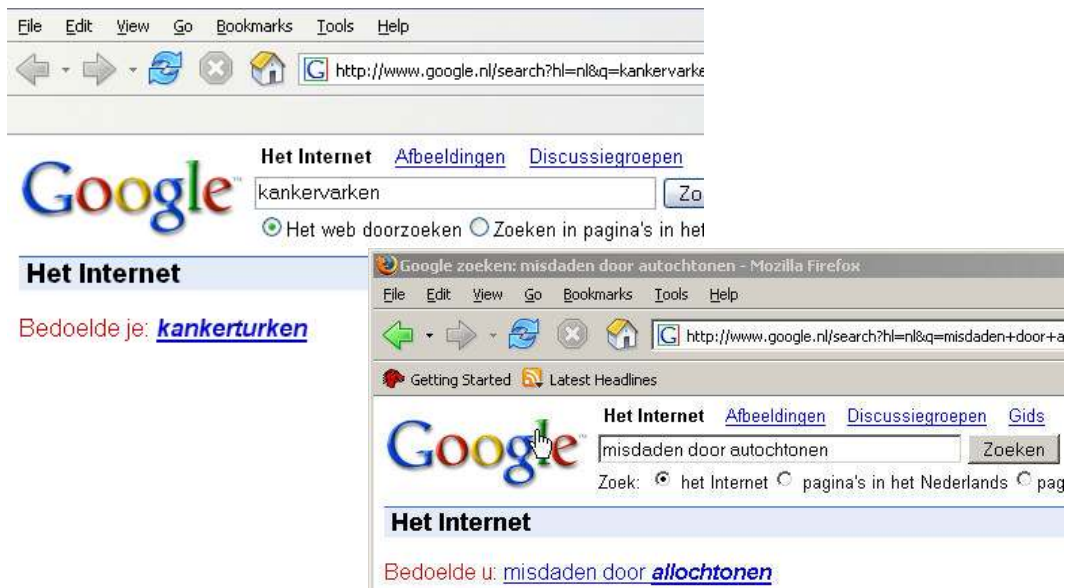 File Edit View Go Bookmarks Tools Help
http://www.google.nl/search?hl=nl&q=kankervarke
Het Internet Afbeeldingen Discussiegroepen
Google™
kankervarken Zo
Het web doorzoeken Zoeken in pagina's in het
Het Internet
Bedoelde je: kankerturken
Google zoeken: misdaden door autochtonen - Mozilla Firefox
File Edit View Go Bookmarks Tools Help
http://www.google.nl/search?hl=nl&q=misdaden+door+a
Getting Started Latest Headlines
Het Internet Afbeeldingen Discussiegroepen Gids
Google
misdaden door autochtonen Zoeken
Zoek: het Internet pagina's in het Nederlands pag
Het Internet
Bedoelde u: misdaden door allochtonen